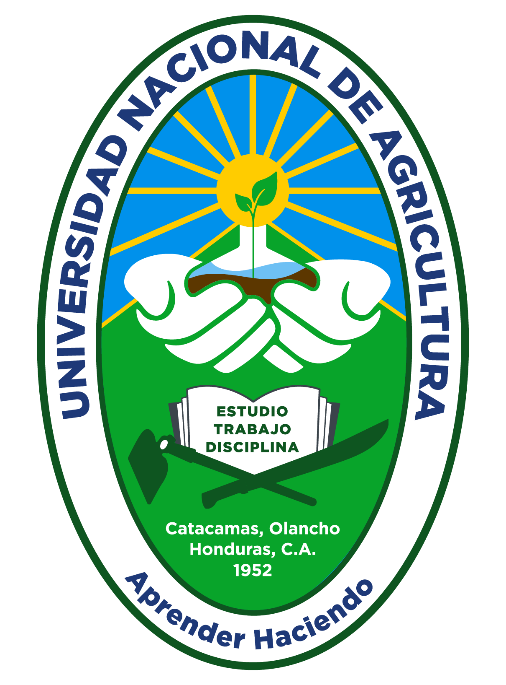 UNIVERSIDAD NACIONAL DE AGRICULTURA
ESTUDIO
TRABAJO
DISCIPLINA
Catacamas, Olancho
Honduras, C.A.
1952
Aprender Haciendo